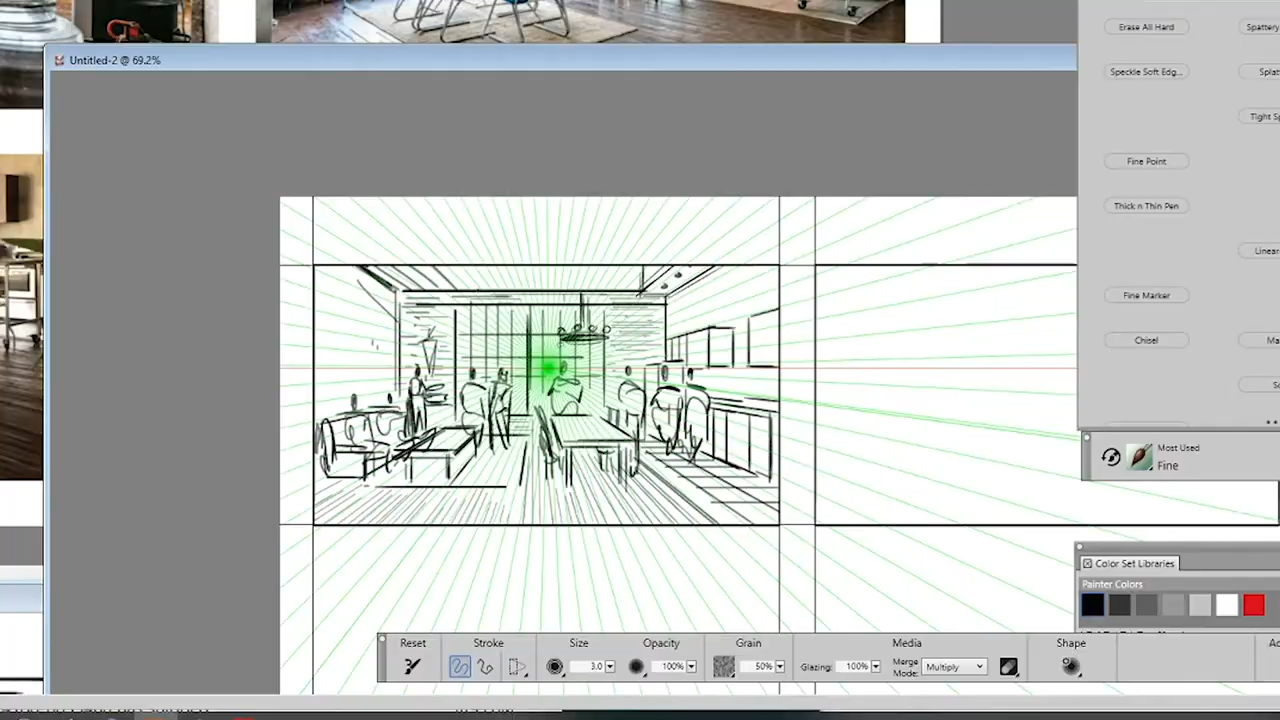 Untitled-2 @ 69.2%
Erase All Hard
Spattery
Speckle Soft Edg...
Splat
Tight Sp
Fine Point
Thick n Thin Pen
Linear
Fine Marker
Chisel
Ma
Most Used
Fine
Color Set Libraries
Painter Colors
Reset
Stroke
Size
Opacity
Grain
Media
Shape
3.0
100%
50%
Glazing: 100%
Merge Mode: Multiply